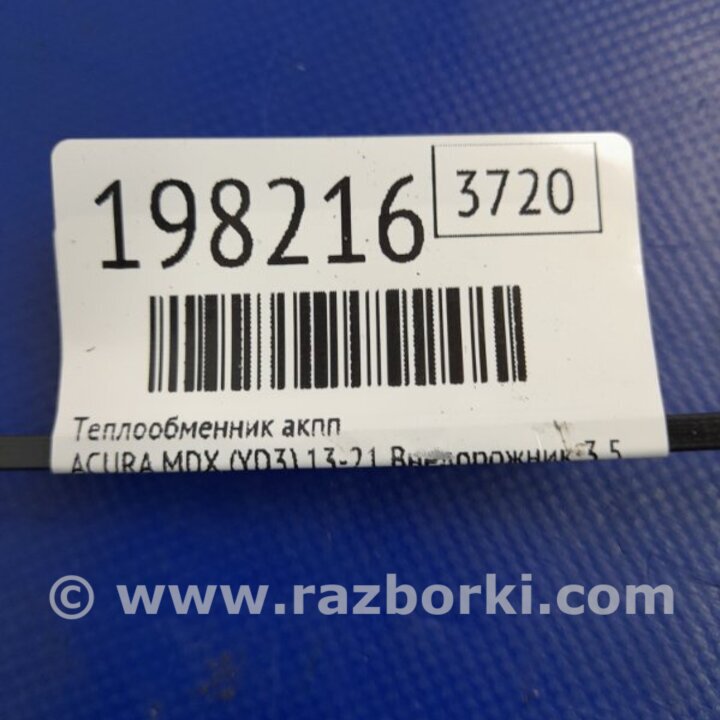 198216
3720
Теплообменник акпп
ACURA MDX (YD3) 13-21 Внедорожник 3.5
© www.razborki.com